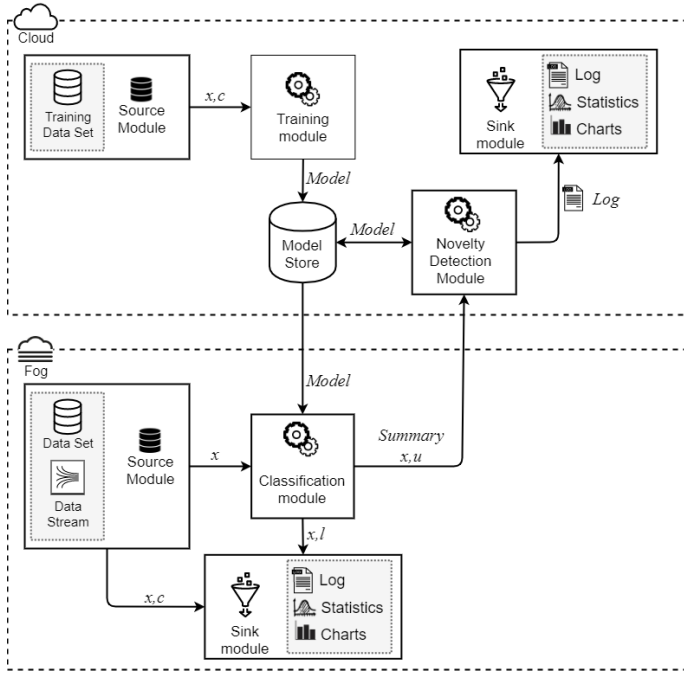 Cloud
Training
Data Set
Source
Module
x,c
Training
module
Sink
module
Log
Statistics
Charts
Model
Log
Model
Store
Model
Novelty
Detection
Module
Fog
Model
Data Set
Data
Stream
Source
Module
x
Classification
module
Summary
x,u
x,l
x,c
Sink
module
Log
Statistics
Charts